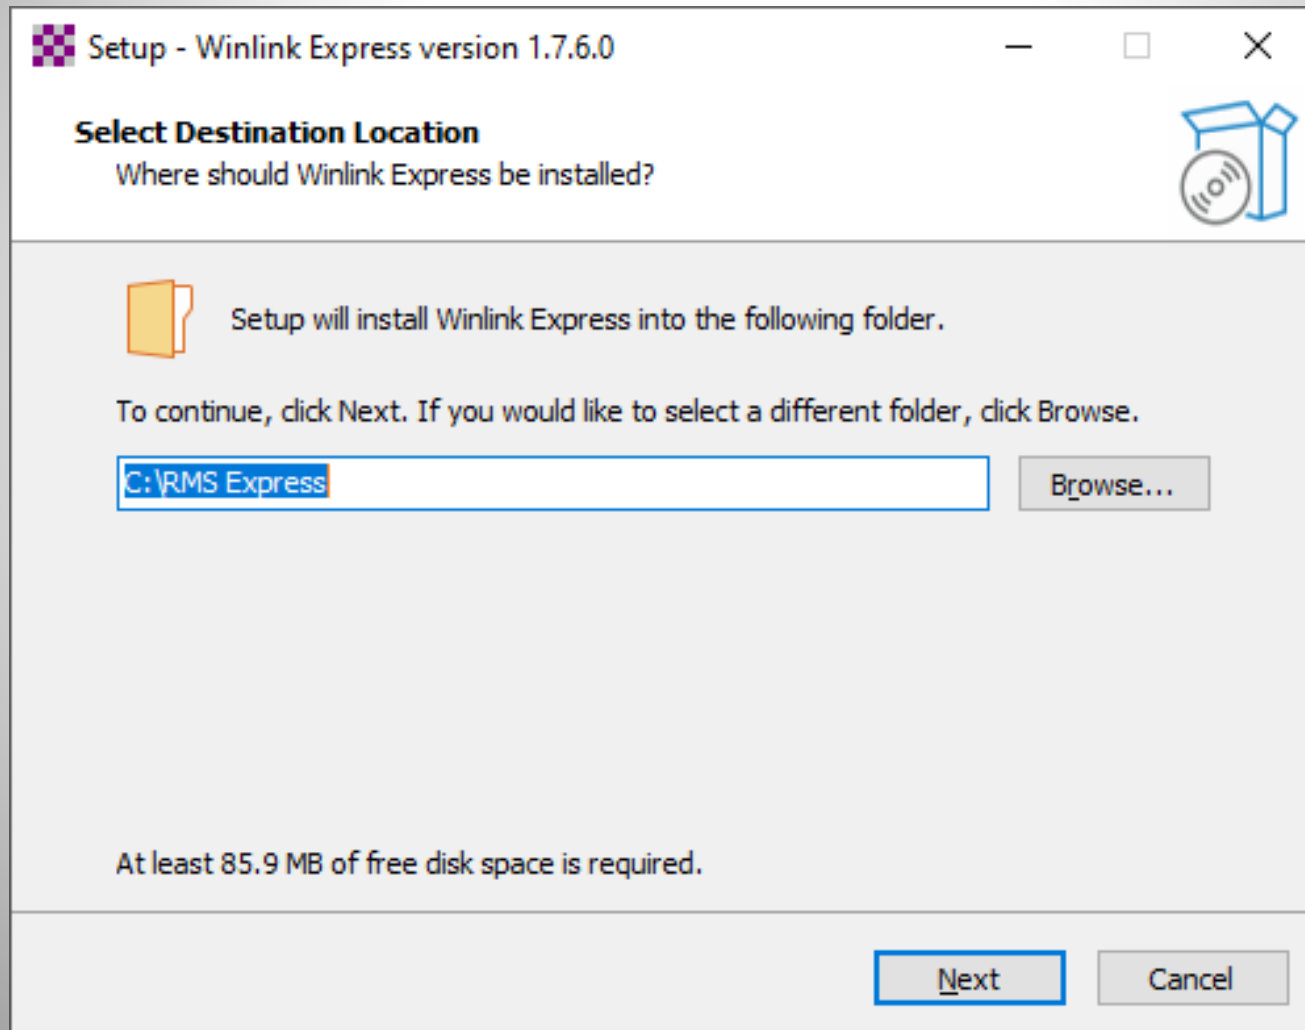 Setup - Winlink Express version 1.7.6.0
Select Destination Location
Where should Winlink Express be installed?
Setup will install Winlink Express into the following folder.
To continue, click Next. If you would like to select a different folder, click Browse.
C:\RMS Express
Browse...
At least 85.9 MB of free disk space is required.
Next
Cancel